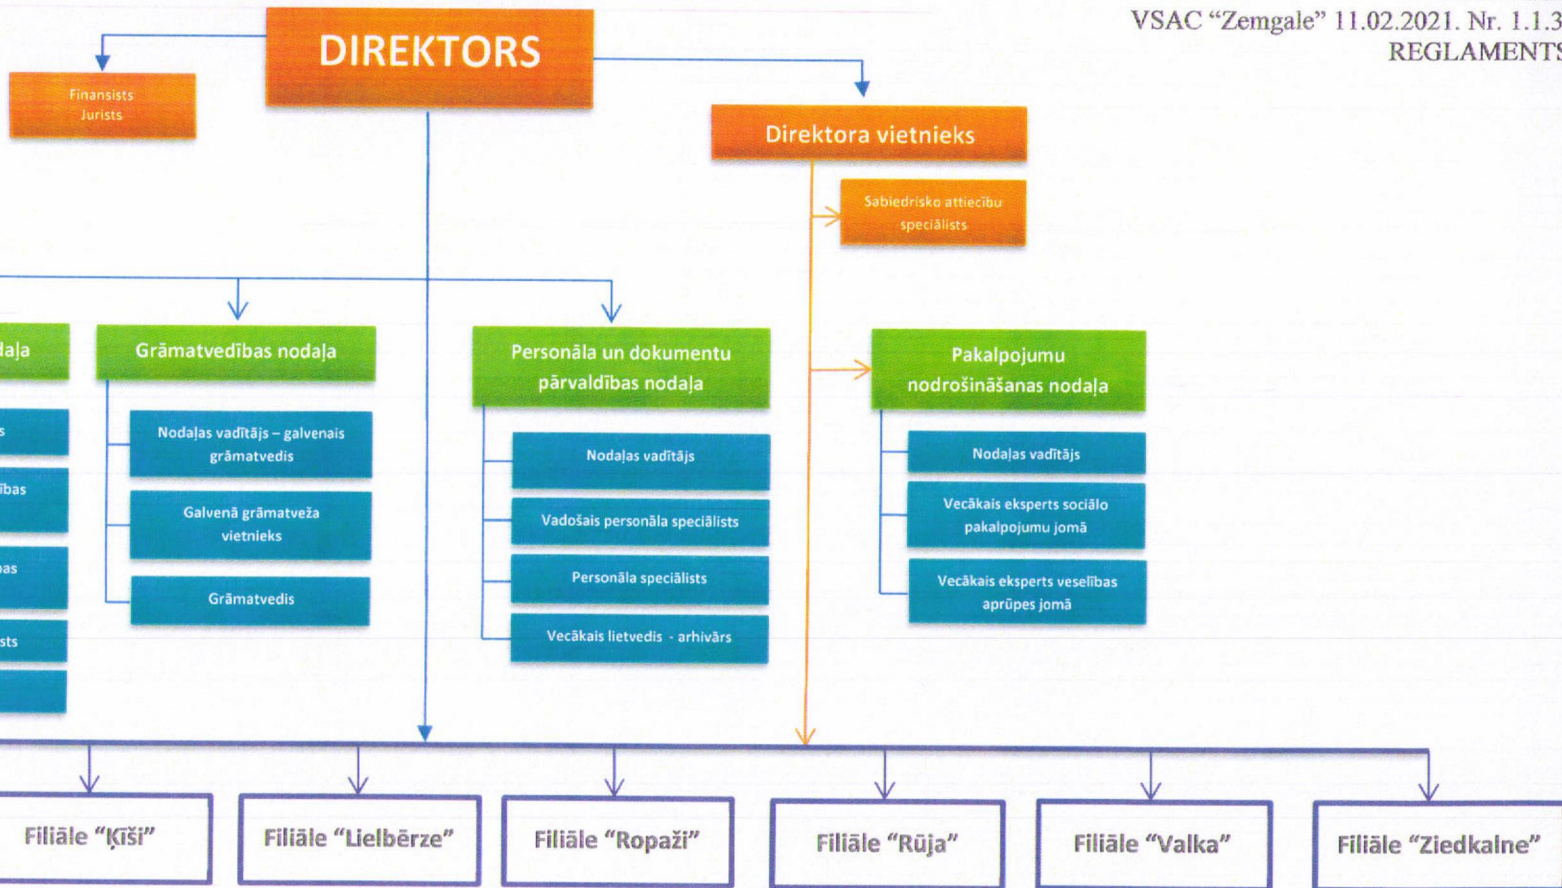 VSAC “Zemgale” 11.02.2021. Nr. 1.1.3
REGLAMENTS
DIREKTORS
Finansists
Jurists
Direktora vietnieks
Sabiedrisko attiecību
speciālists
Grāmatvedības nodaļa
Nodaļas vadītājs – galvenais
grāmatvedis
Galvenā grāmatveža
vietnieks
Grāmatvedis
Personāla un dokumentu
pārvaldības nodaļa
Nodaļas vadītājs
Vadošais personāla speciālists
Personāla speciālists
Vecākais lietvedis - arhivārs
Pakalpojumu
nodrošināšanas nodaļa
Nodaļas vadītājs
Vecākais eksperts sociālo
pakalpojumu jomā
Vecākais eksperts veselības
aprūpes jomā
Filiāle “Ķīši”
Filiāle “Lielbērze”
Filiāle “Ropaži”
Filiāle “Rūja”
Filiāle “Valka”
Filiāle “Ziedkalne”